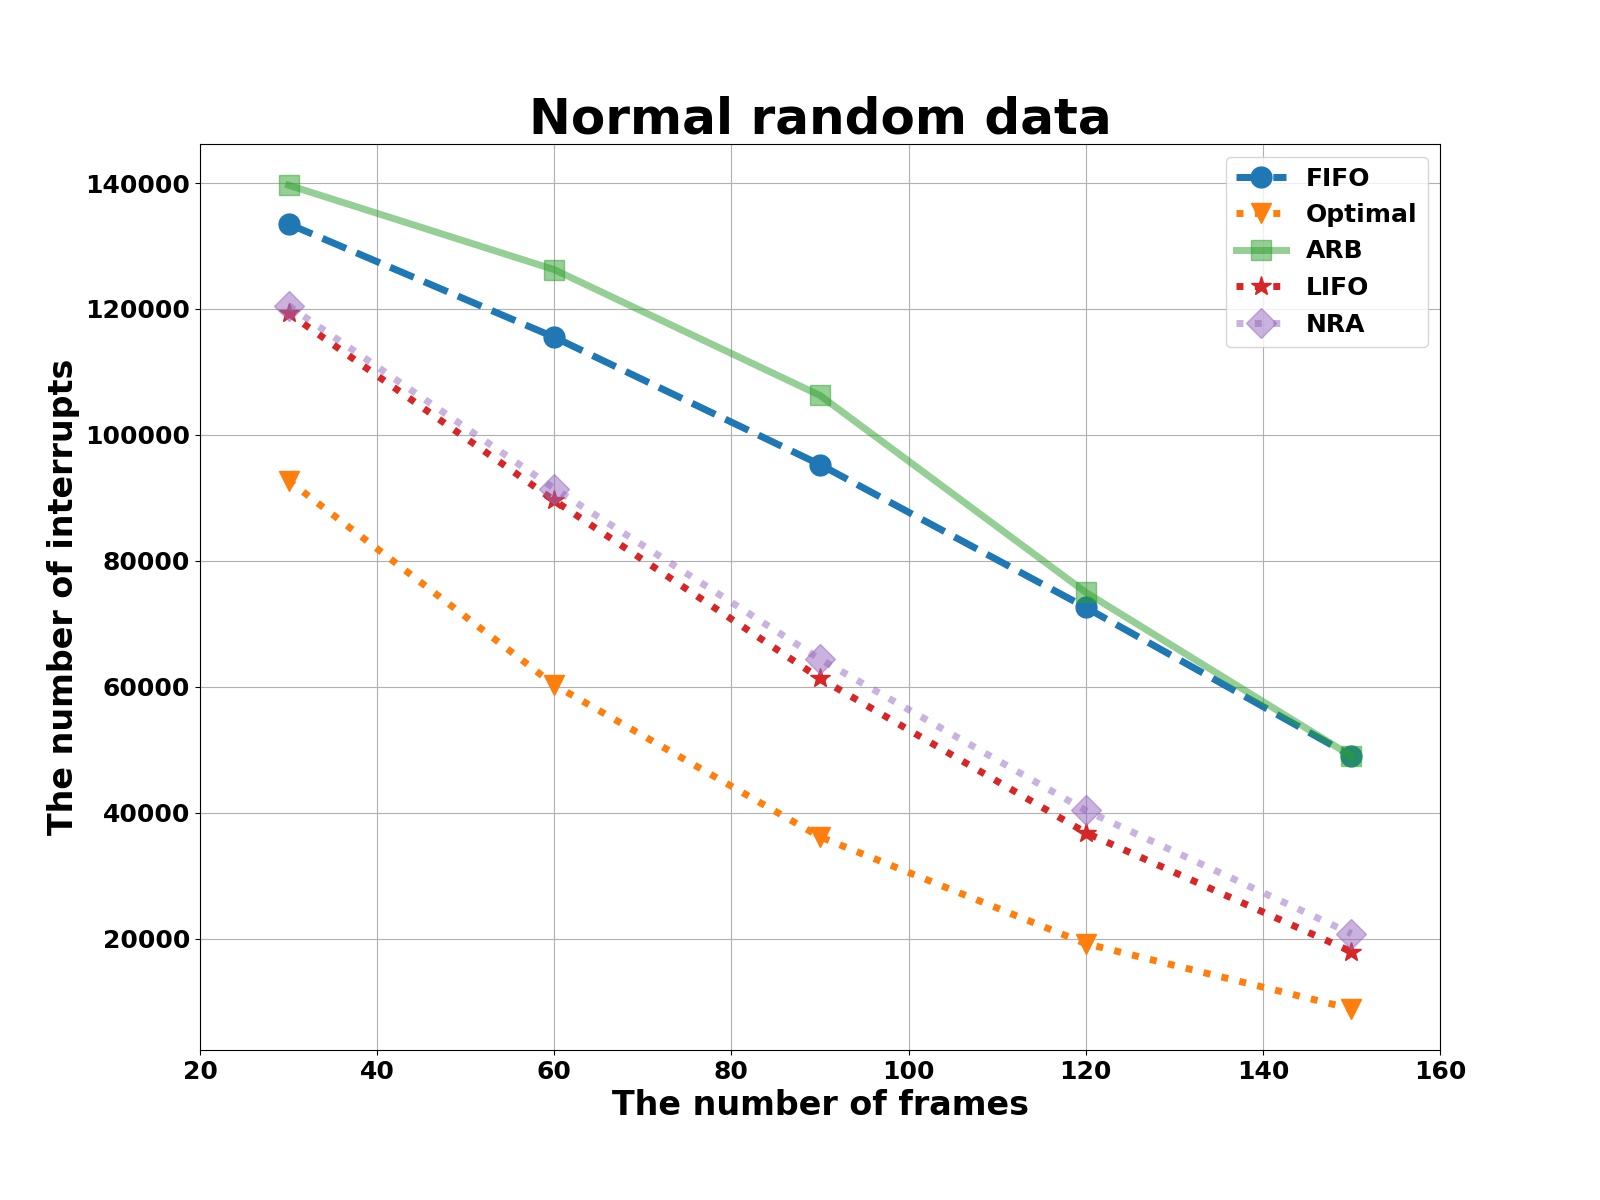 Normal random data
FIFO
Optimal
ARB
LIFO
NRA
The number of interrupts
140000
120000
100000
80000
60000
40000
20000
20 40 60 80 100 120 140 160
The number of frames